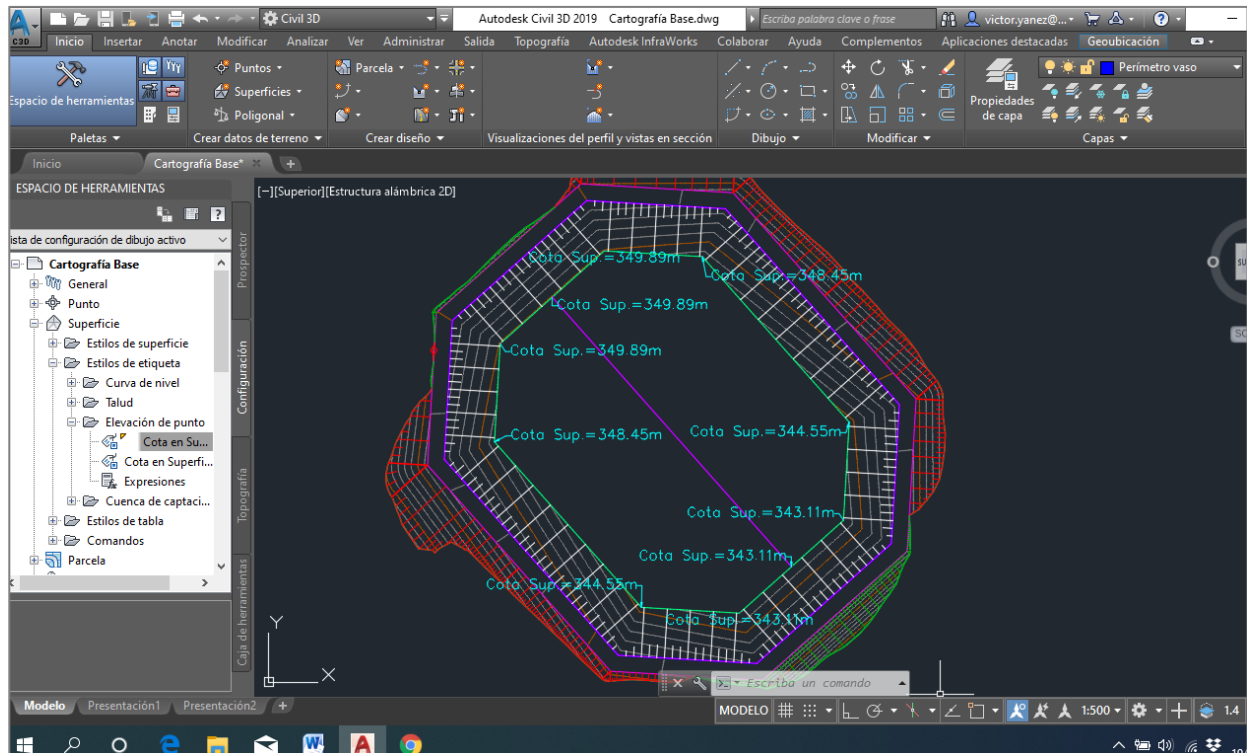 C3D
Civil 3D
Autodesk Civil 3D 2019 Cartografía Base.dwg
Escriba palabra clave o frase
victor.yanez@...
Inicio Insertar Anotar Modificar Analizar Ver Administrar Salida Topografía Autodesk InfraWorks Colaborar Ayuda Complementos Aplicaciones destacadas Geoubicación
Espacio de herramientas
Puntos
Superficies
Poligonal
Parcela
Propiedades de capa
Perímetro vaso
Paletas
Crear datos de terreno
Crear diseño
Visualizaciones del perfil y vistas en sección
Dibujo
Modificar
Capas
Inicio
Cartografía Base*
ESPACIO DE HERRAMIENTAS
ista de configuración de dibujo activo
Cartografía Base
General
Punto
Superficie
Estilos de superficie
Estilos de etiqueta
Curva de nivel
Talud
Elevación de punto
Cota en Su...
Cota en Superfi...
Expresiones
Cuenca de captaci...
Estilos de tabla
Comandos
Parcela
Prospector
Configuración
Topografía
Caja de herramientas
[−][Superior][Estructura alámbrica 2D]
Cota Sup.=349.89m
Cota Sup.=348.45m
Cota Sup.=349.89m
Cota Sup.=349.89m
Cota Sup.=348.45m
Cota Sup.=344.55m
Cota Sup.=343.11m
Cota Sup.=343.11m
Cota Sup.=344.55m
Cota Sup.=343.11m
Y
X
Escriba un comando
Modelo Presentación1 Presentación2
MODELO
1:500
1.4